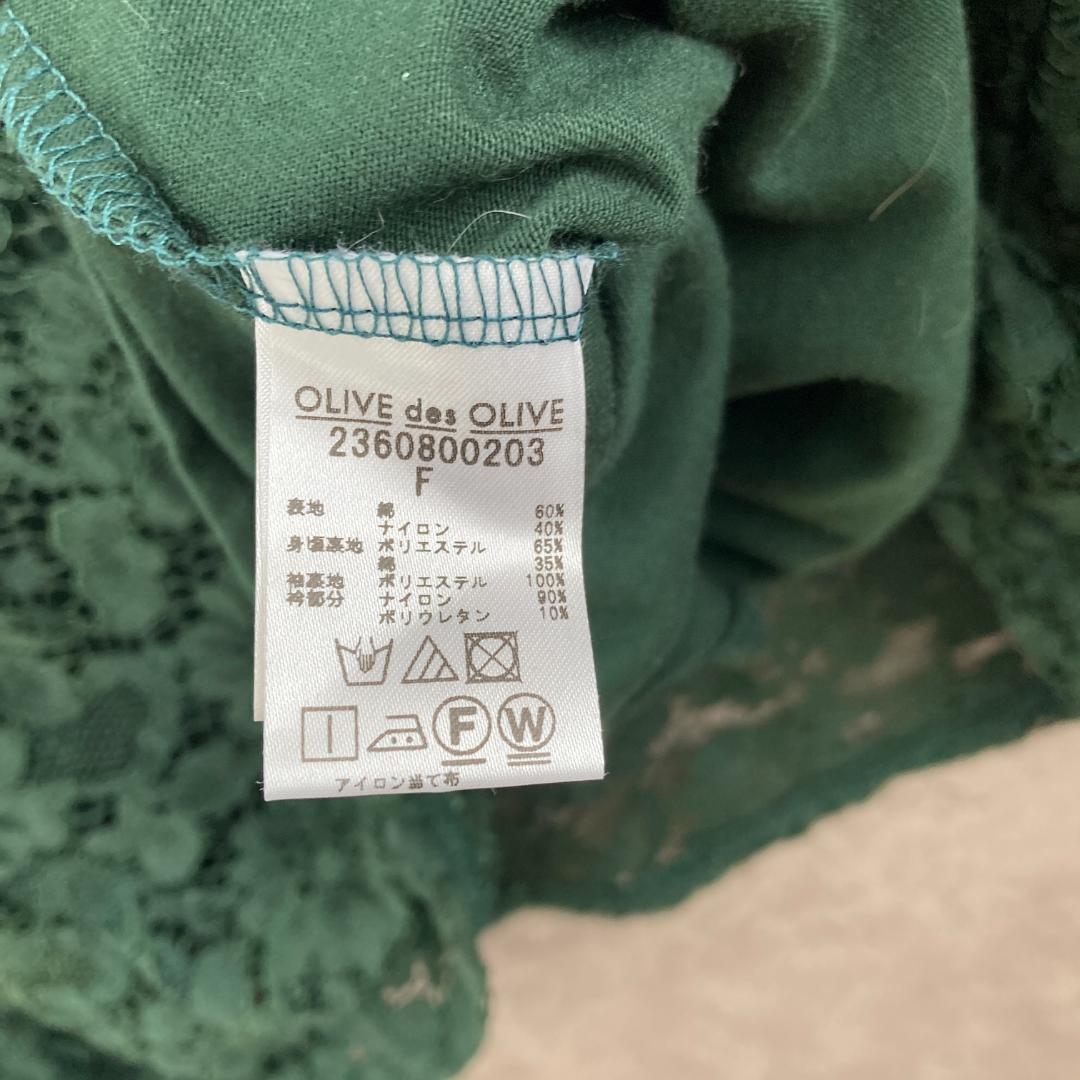 OLIVE des OLIVE
2360800203
F
表地 綿 60%
ナイロン 40%
身頃裏地 ポリエステル 65%
綿 35%
袖裏地 ポリエステル 100%
衿部分 ナイロン 90%
ポリウレタン 10%
F W
アイロン当て布